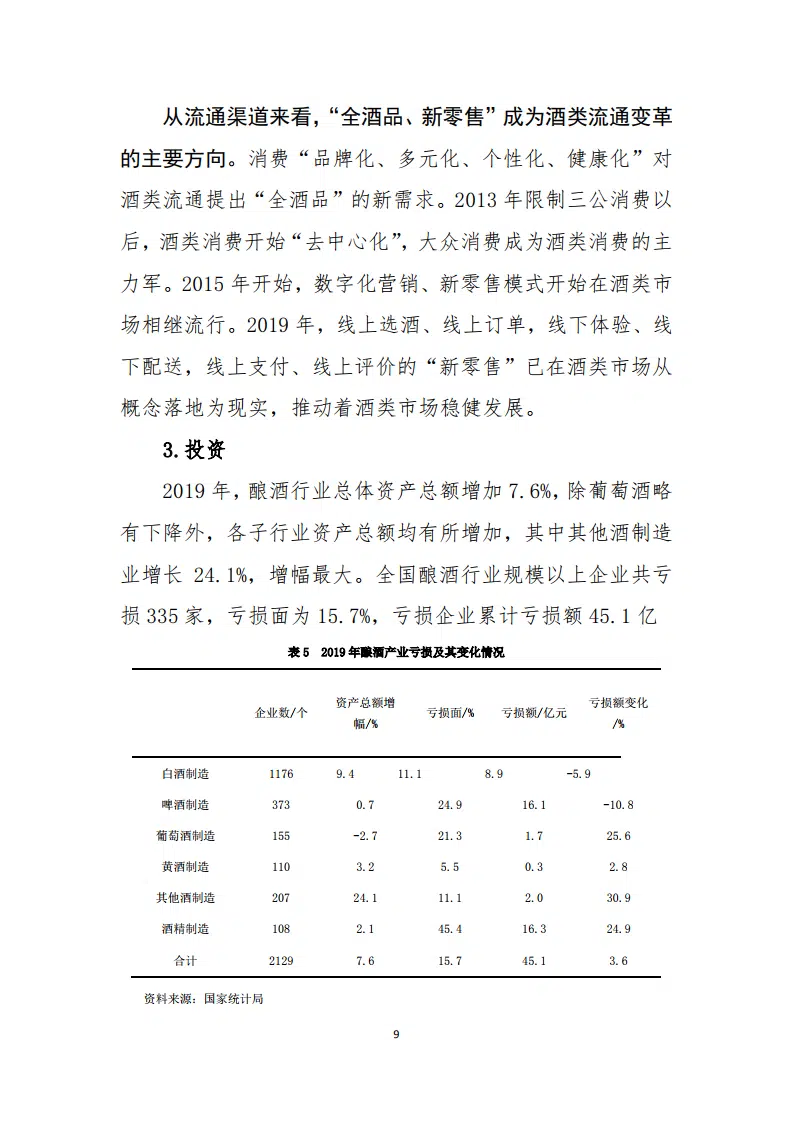 从流通渠道来看，“全酒品、新零售”成为酒类流通变革
的主要方向。消费“品牌化、多元化、个性化、健康化”对
酒类流通提出“全酒品”的新需求。2013 年限制三公消费以
后，酒类消费开始“去中心化”，大众消费成为酒类消费的主
力军。2015 年开始，数字化营销、新零售模式开始在酒类市
场相继流行。2019 年，线上选酒、线上订单，线下体验、线
下配送，线上支付、线上评价的“新零售”已在酒类市场从
概念落地为现实，推动着酒类市场稳健发展。
3.投资
2019 年，酿酒行业总体资产总额增加 7.6%，除葡萄酒略
有下降外，各子行业资产总额均有所增加，其中其他酒制造
业增长 24.1%，增幅最大。全国酿酒行业规模以上企业共亏
损 335 家，亏损面为 15.7%，亏损企业累计亏损额 45.1 亿
表 5 2019 年酿酒产业亏损及其变化情况
企业数/个 资产总额增幅/% 亏损面/% 亏损额/亿元 亏损额变化/%
白酒制造 1176 9.4 11.1 8.9 -5.9
啤酒制造 373 0.7 24.9 16.1 -10.8
葡萄酒制造 155 -2.7 21.3 1.7 25.6
黄酒制造 110 3.2 5.5 0.3 2.8
其他酒制造 207 24.1 11.1 2.0 30.9
酒精制造 108 2.1 45.4 16.3 24.9
合计 2129 7.6 15.7 45.1 3.6
资料来源：国家统计局
9